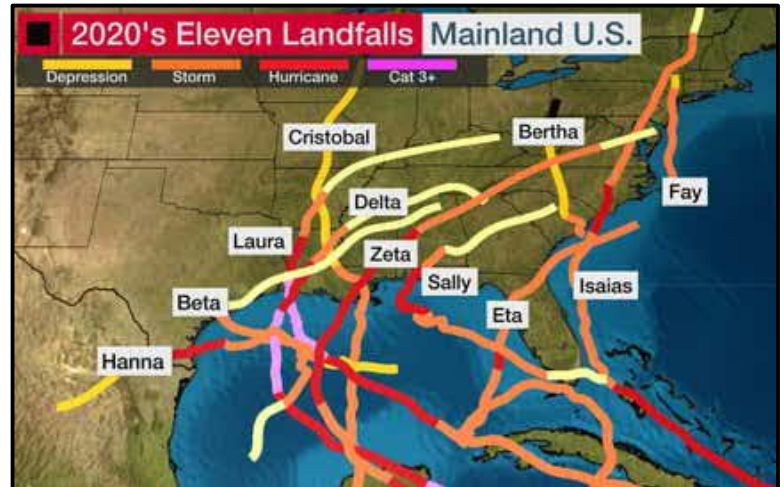 2020's Eleven Landfalls Mainland U.S.
Depression Storm Hurricane Cat 3+
Cristobal
Bertha
Delta
Fay
Laura
Zeta
Sally
Isaias
Beta
Eta
Hanna